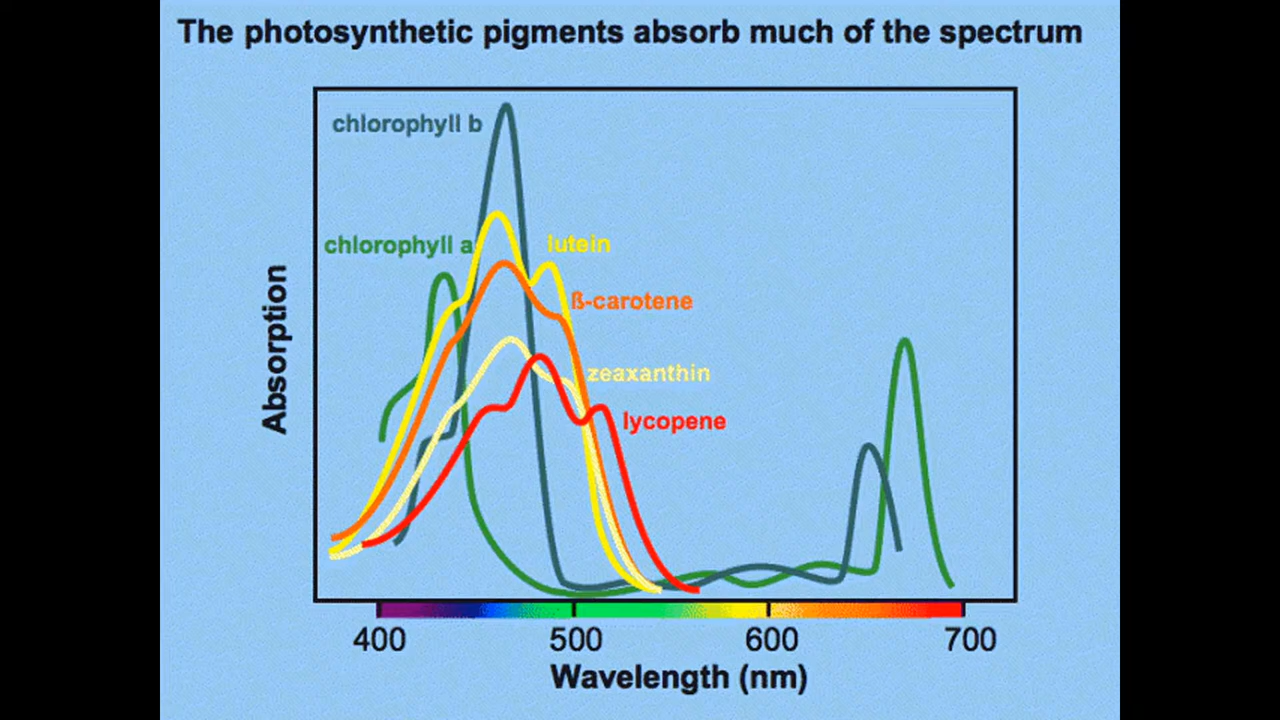 The photosynthetic pigments absorb much of the spectrum
chlorophyll b
chlorophyll a
lutein
ß-carotene
zeaxanthin
lycopene
Absorption
400 500 600 700
Wavelength (nm)